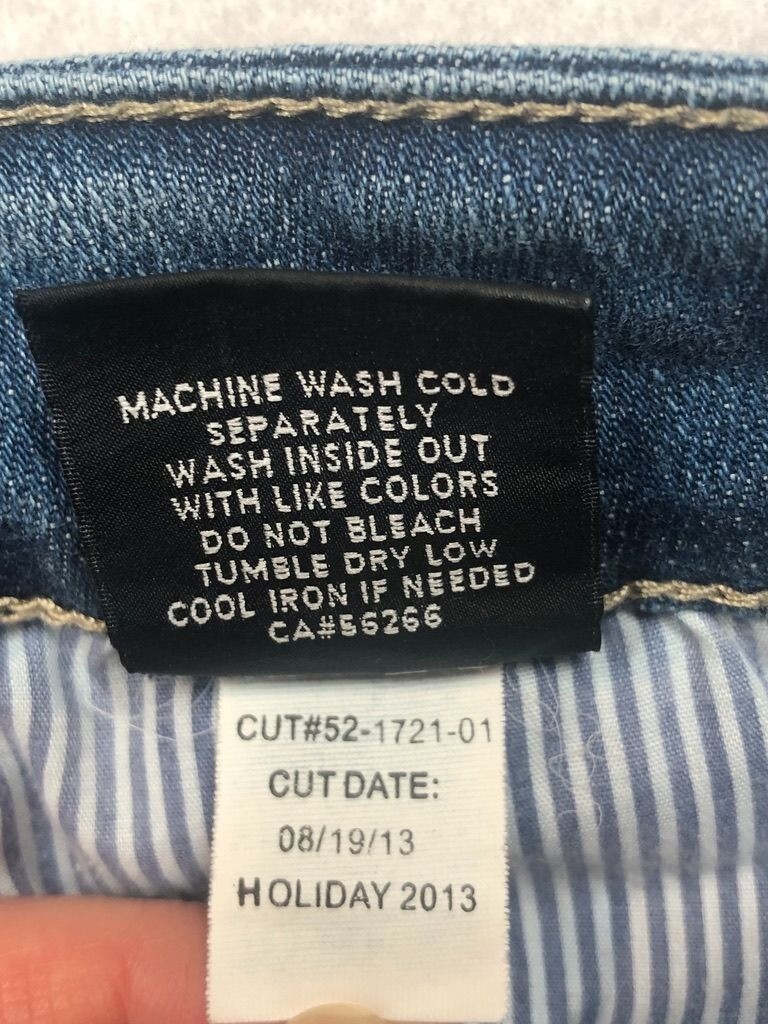 MACHINE WASH COLD
SEPARATELY
WASH INSIDE OUT
WITH LIKE COLORS
DO NOT BLEACH
TUMBLE DRY LOW
COOL IRON IF NEEDED
CA#56266
CUT#52-1721-01
CUT DATE:
08/19/13
HOLIDAY 2013